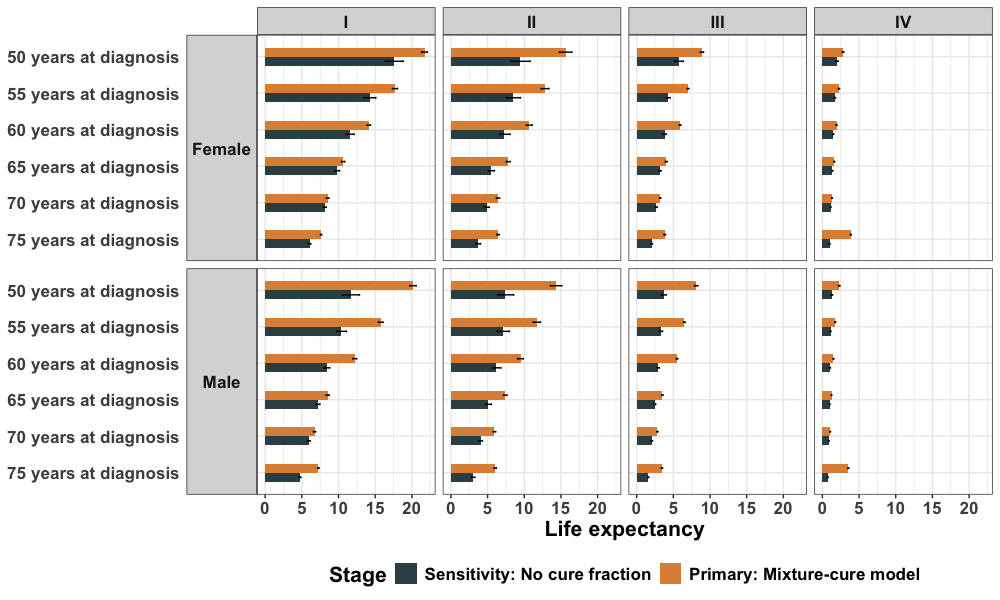 I II III IV
50 years at diagnosis
55 years at diagnosis
60 years at diagnosis
65 years at diagnosis
70 years at diagnosis
75 years at diagnosis
Female
50 years at diagnosis
55 years at diagnosis
60 years at diagnosis
65 years at diagnosis
70 years at diagnosis
75 years at diagnosis
Male
0 5 10 15 20 0 5 10 15 20 0 5 10 15 20 0 5 10 15 20
Life expectancy
Stage Sensitivity: No cure fraction Primary: Mixture-cure model